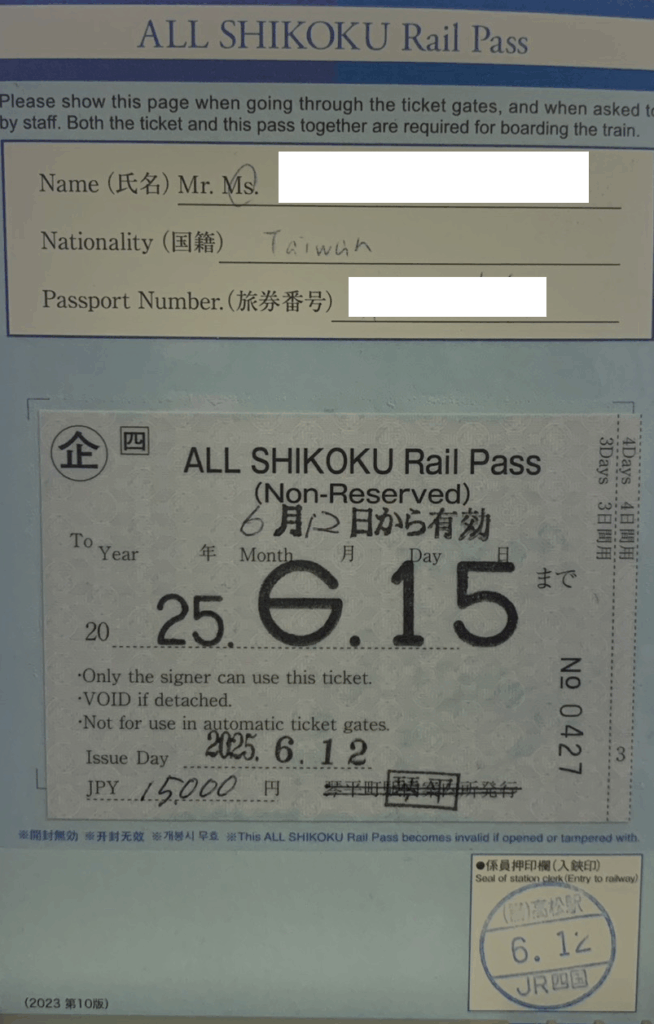 ALL SHIKOKU Rail Pass
Please show this page when going through the ticket gates, and when asked to
by staff. Both the ticket and this pass together are required for boarding the train.
Name (氏名) Mr. Ms.
Nationality (国籍) Taiwan
Passport Number.(旅券番号)
企 四
ALL SHIKOKU Rail Pass
(Non-Reserved)
6月12日から有効
To Year 年 Month 月 Day 日
2025.6.15 まで
4Days 4日間用
3Days 3日間用
·Only the signer can use this ticket.
·VOID if detached.
·Not for use in automatic ticket gates.
Issue Day 2025.6.12
JPY 15,000 円
琴平 所発行
№ 0427
3
※開封無効 ※开封无效 ※개봉시 무효 ※This ALL SHIKOKU Rail Pass becomes invalid if opened or tampered with.
●係員押印欄(入鋏印)
Seal of station clerk (Entry to railway)
高松駅
6.12
JR四国
(2023 第10版)